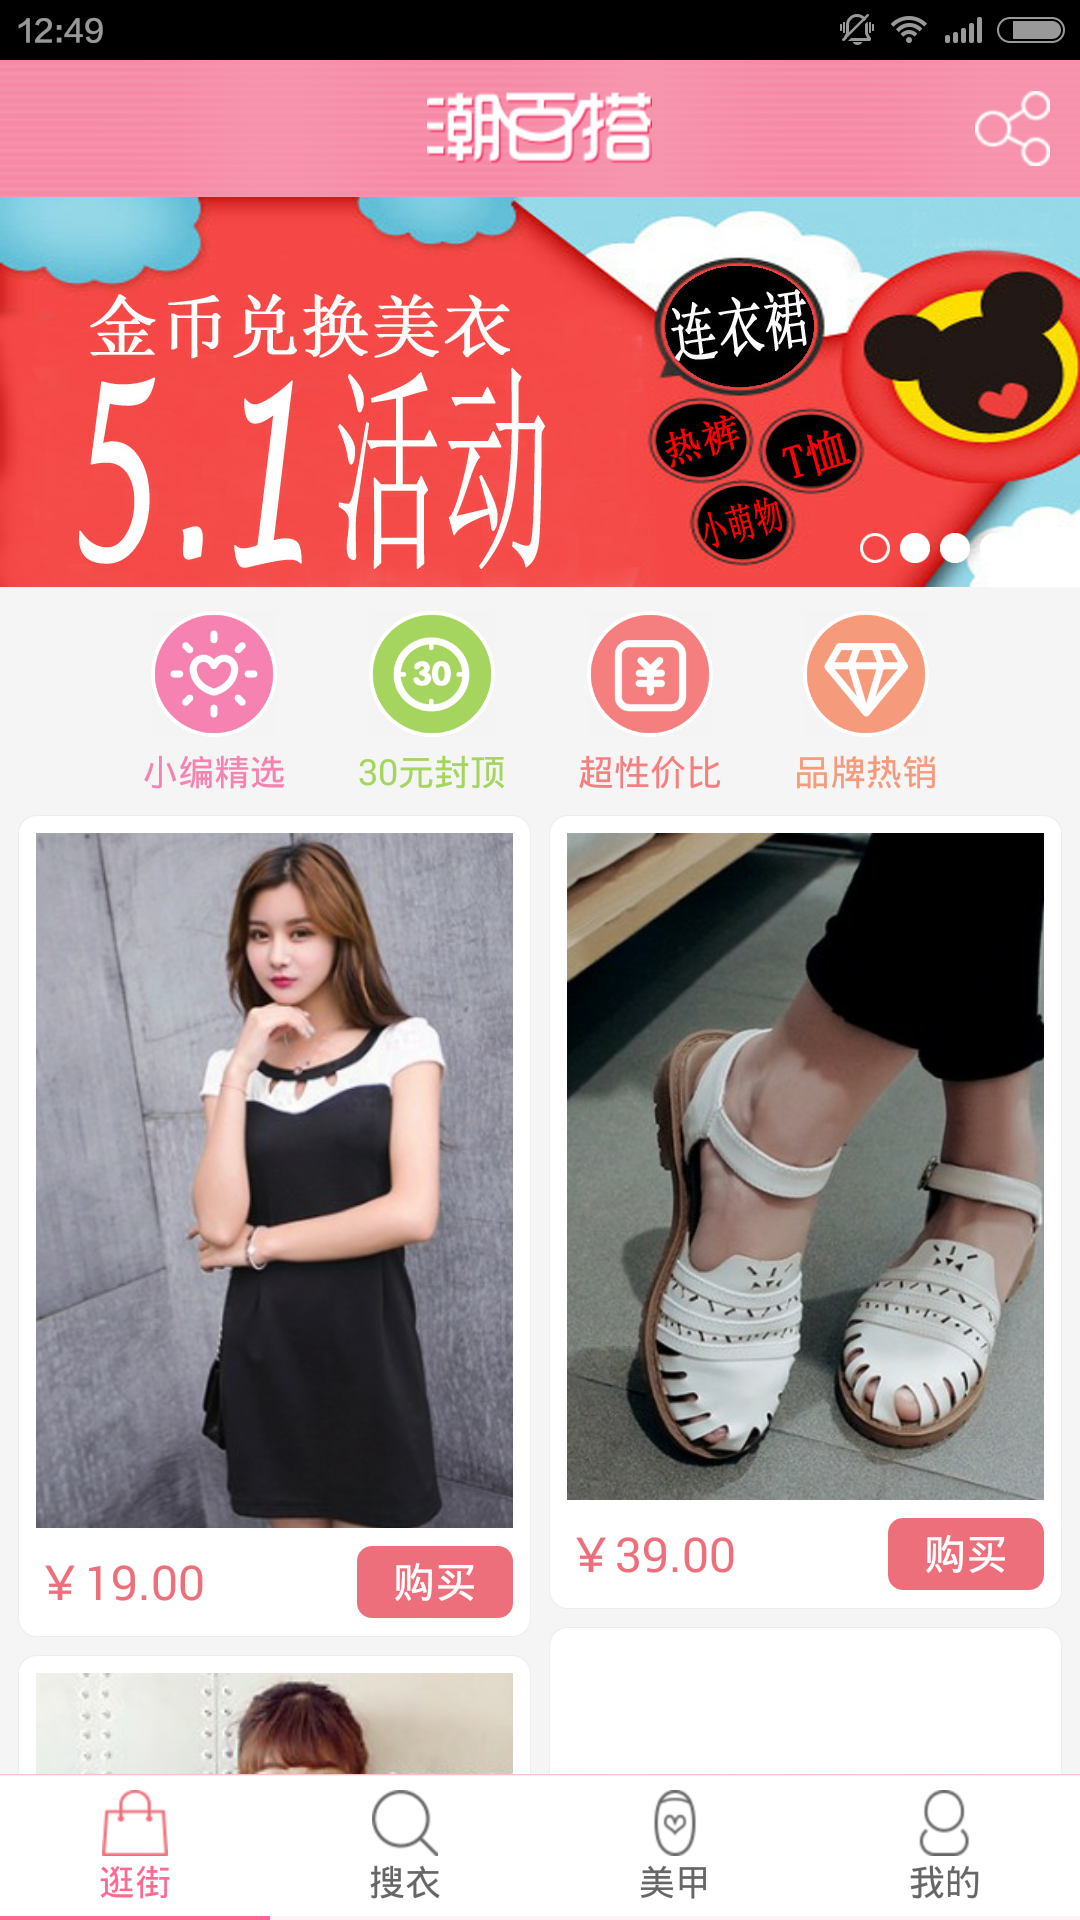 12:49
潮百搭
金币兑换美衣
5.1活动
连衣裙
热裤
T恤
小萌物
30
小编精选
30元封顶
超性价比
品牌热销
¥ 19.00
购买
¥ 39.00
购买
逛街
搜衣
美甲
我的